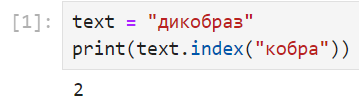 [1]: text = "дикобраз"
print(text.index("кобра"))
2